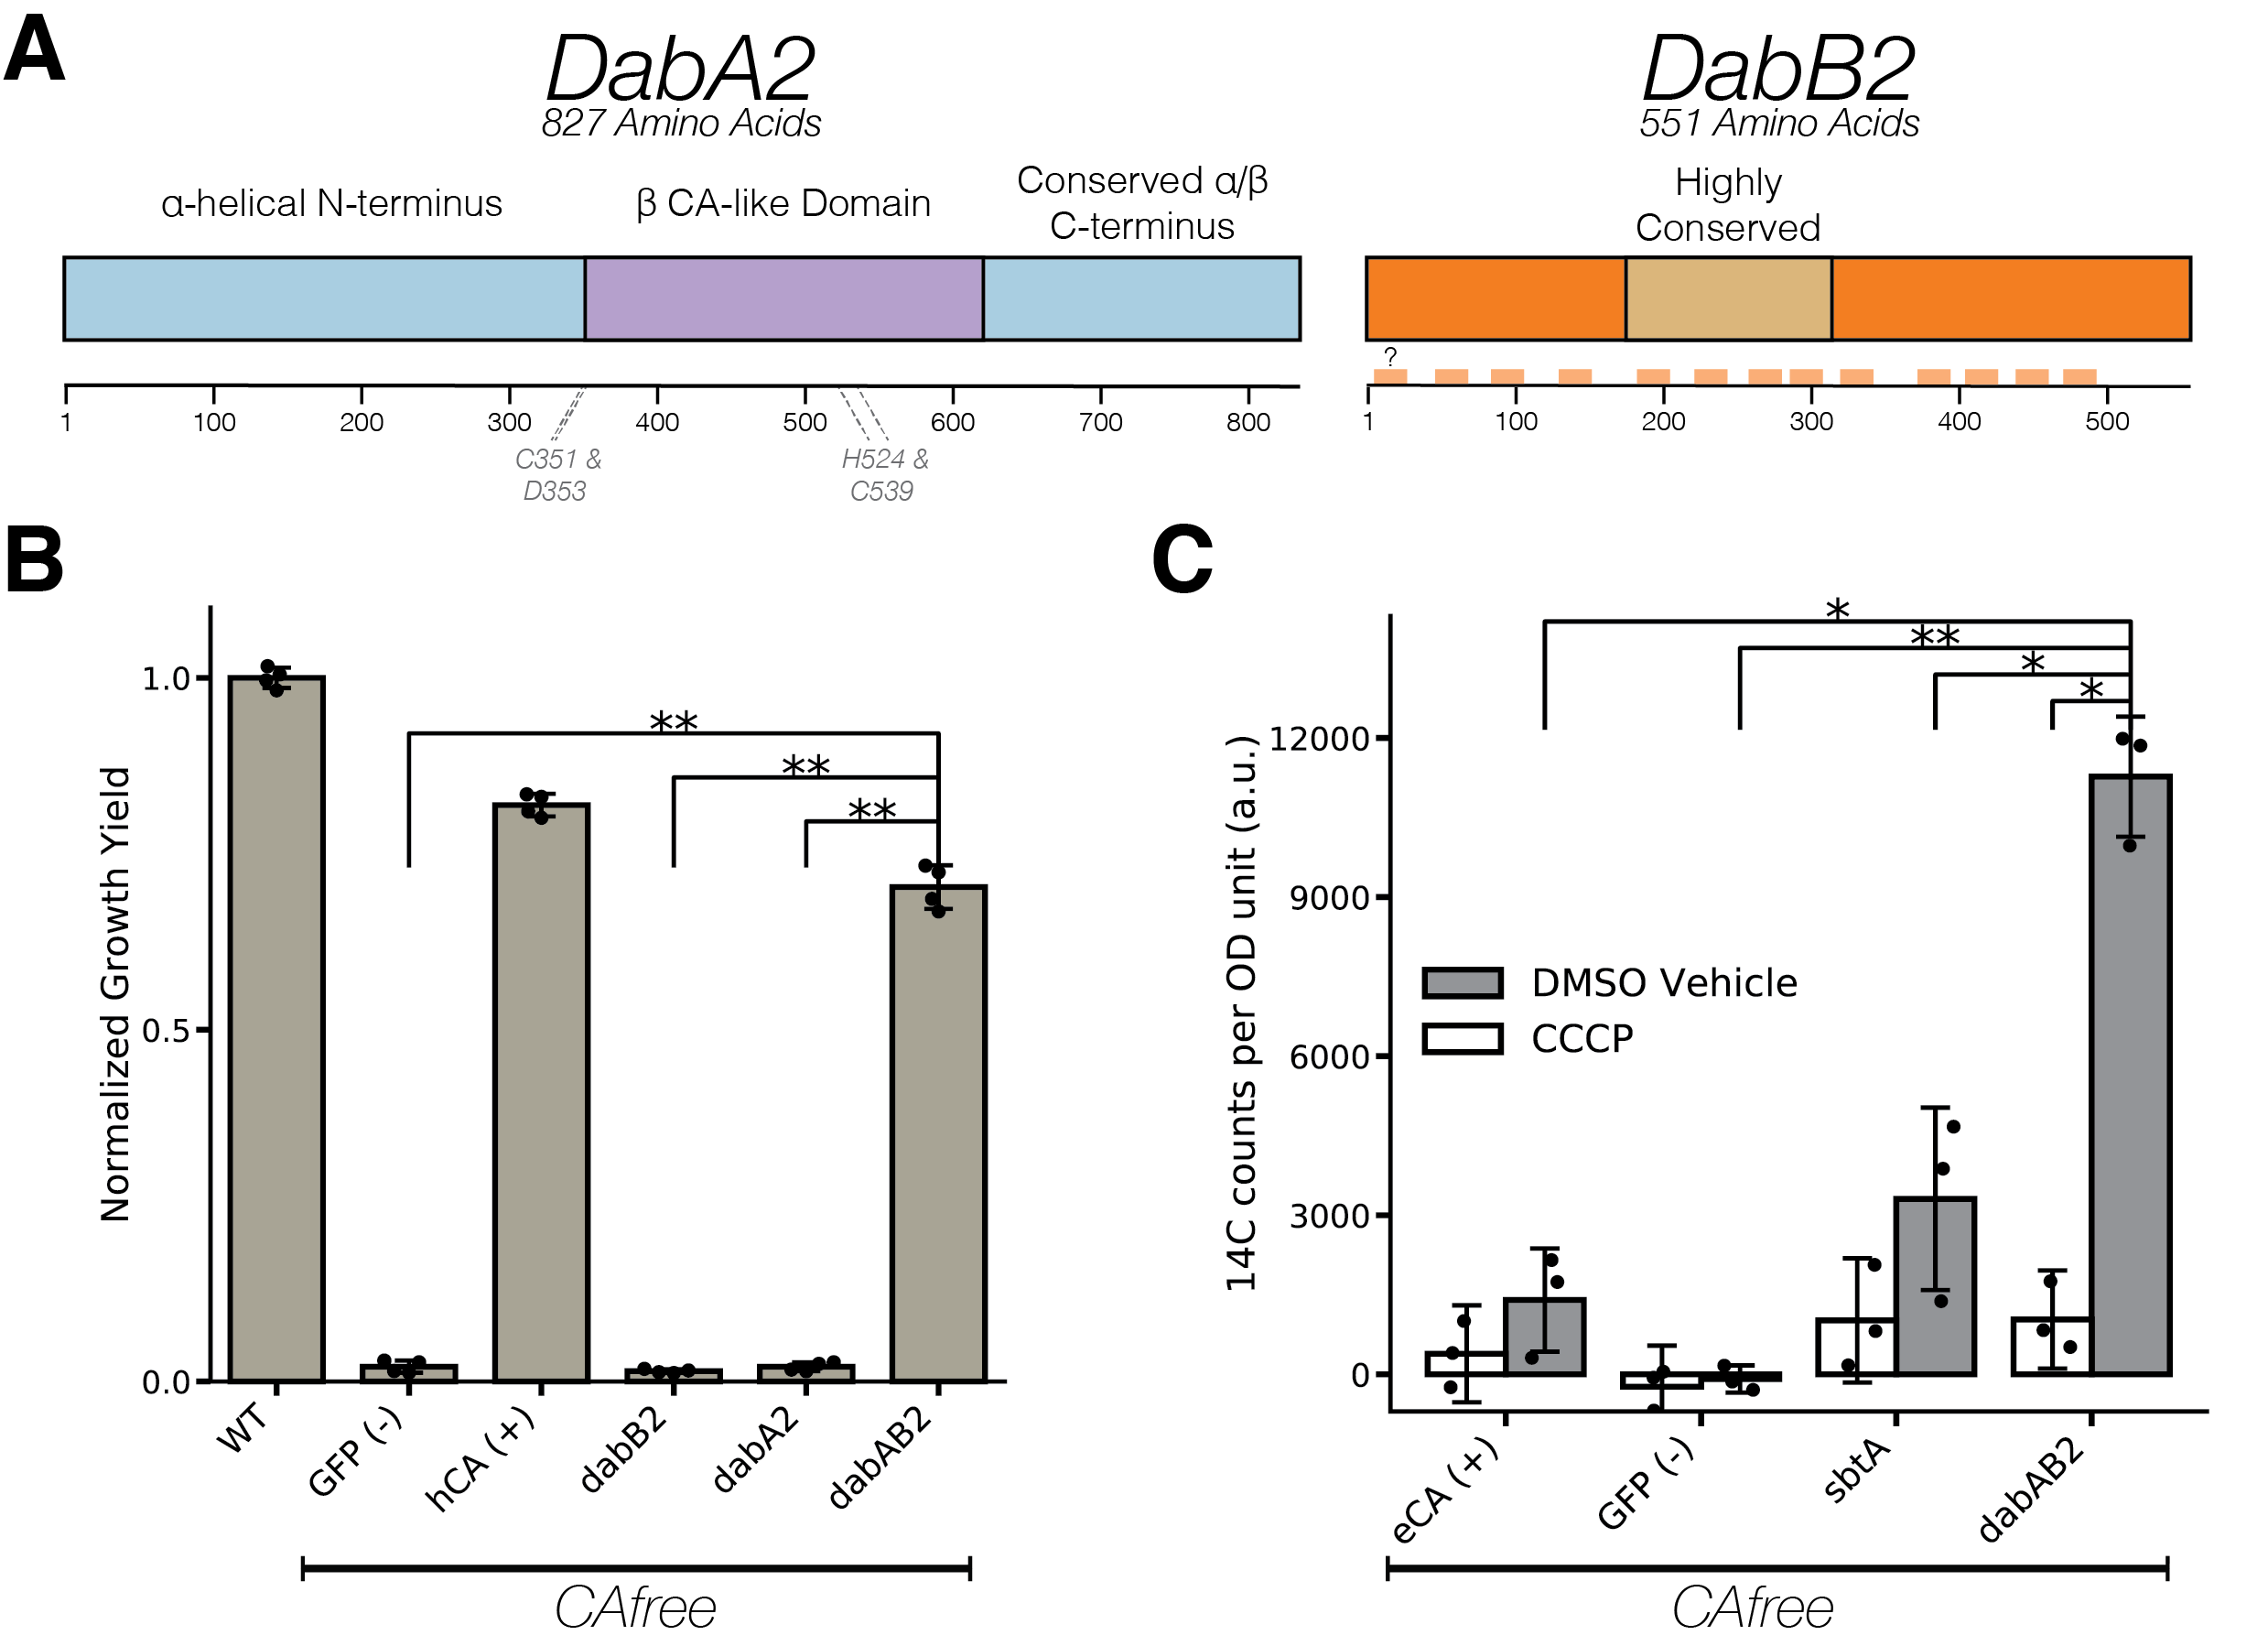 A
DabA2
827 Amino Acids
DabB2
551 Amino Acids
α-helical N-terminus
β CA-like Domain
Conserved α/β
C-terminus
Highly
Conserved
?
1 100 200 300 400 500 600 700 800
1 100 200 300 400 500
C351 &
D353
H524 &
C539
B
Normalized Growth Yield
1.0
0.5
0.0
**
**
**
WT
GFP (-)
hCA (+)
dabB2
dabA2
dabAB2
CAfree
C
14C counts per OD unit (a.u.)
12000
9000
6000
3000
0
*
**
*
*
DMSO Vehicle
CCCP
eCA (+)
GFP (-)
sbtA
dabAB2
CAfree